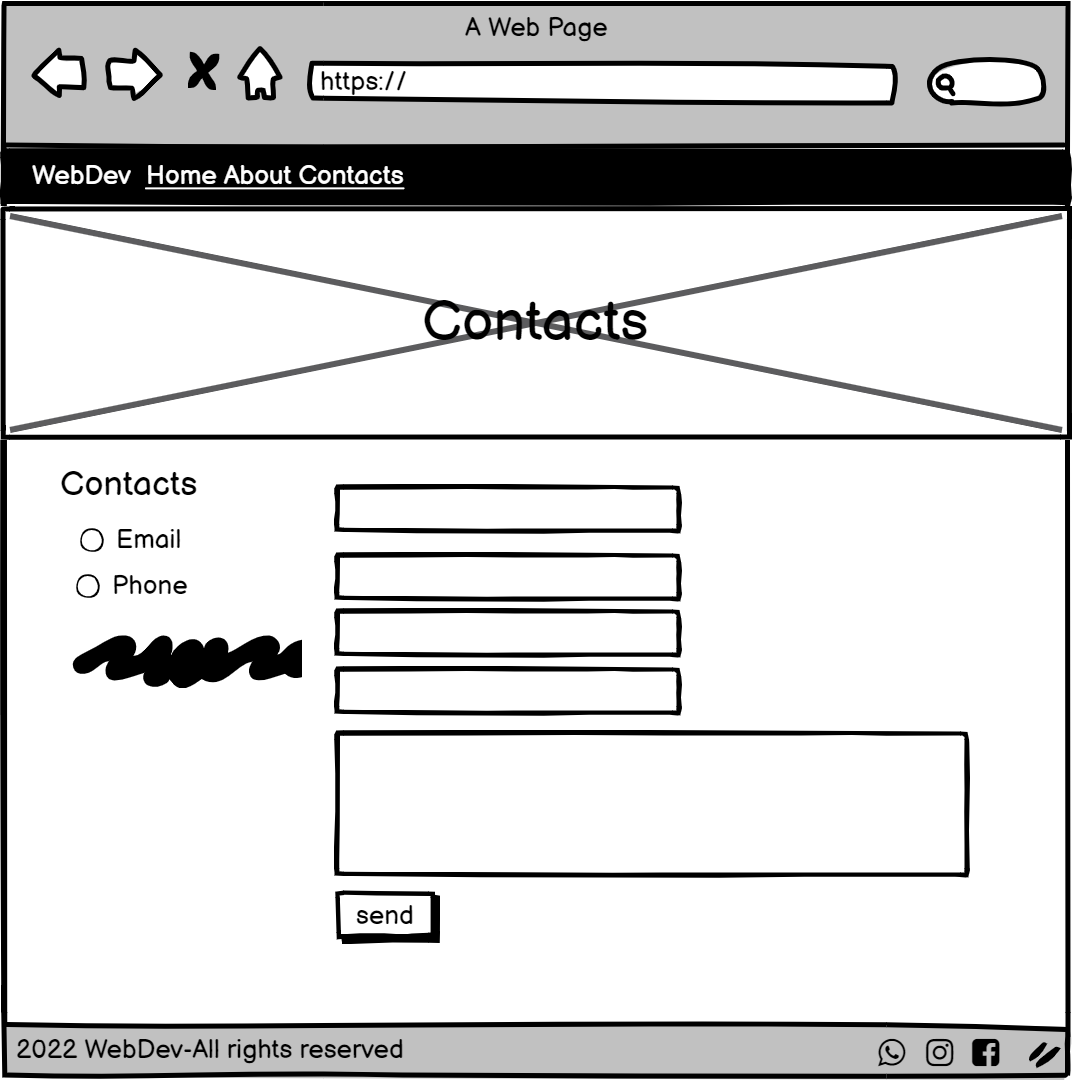 A Web Page
https://
WebDev Home About Contacts
Contacts
Contacts
Email
Phone
send
2022 WebDev-All rights reserved